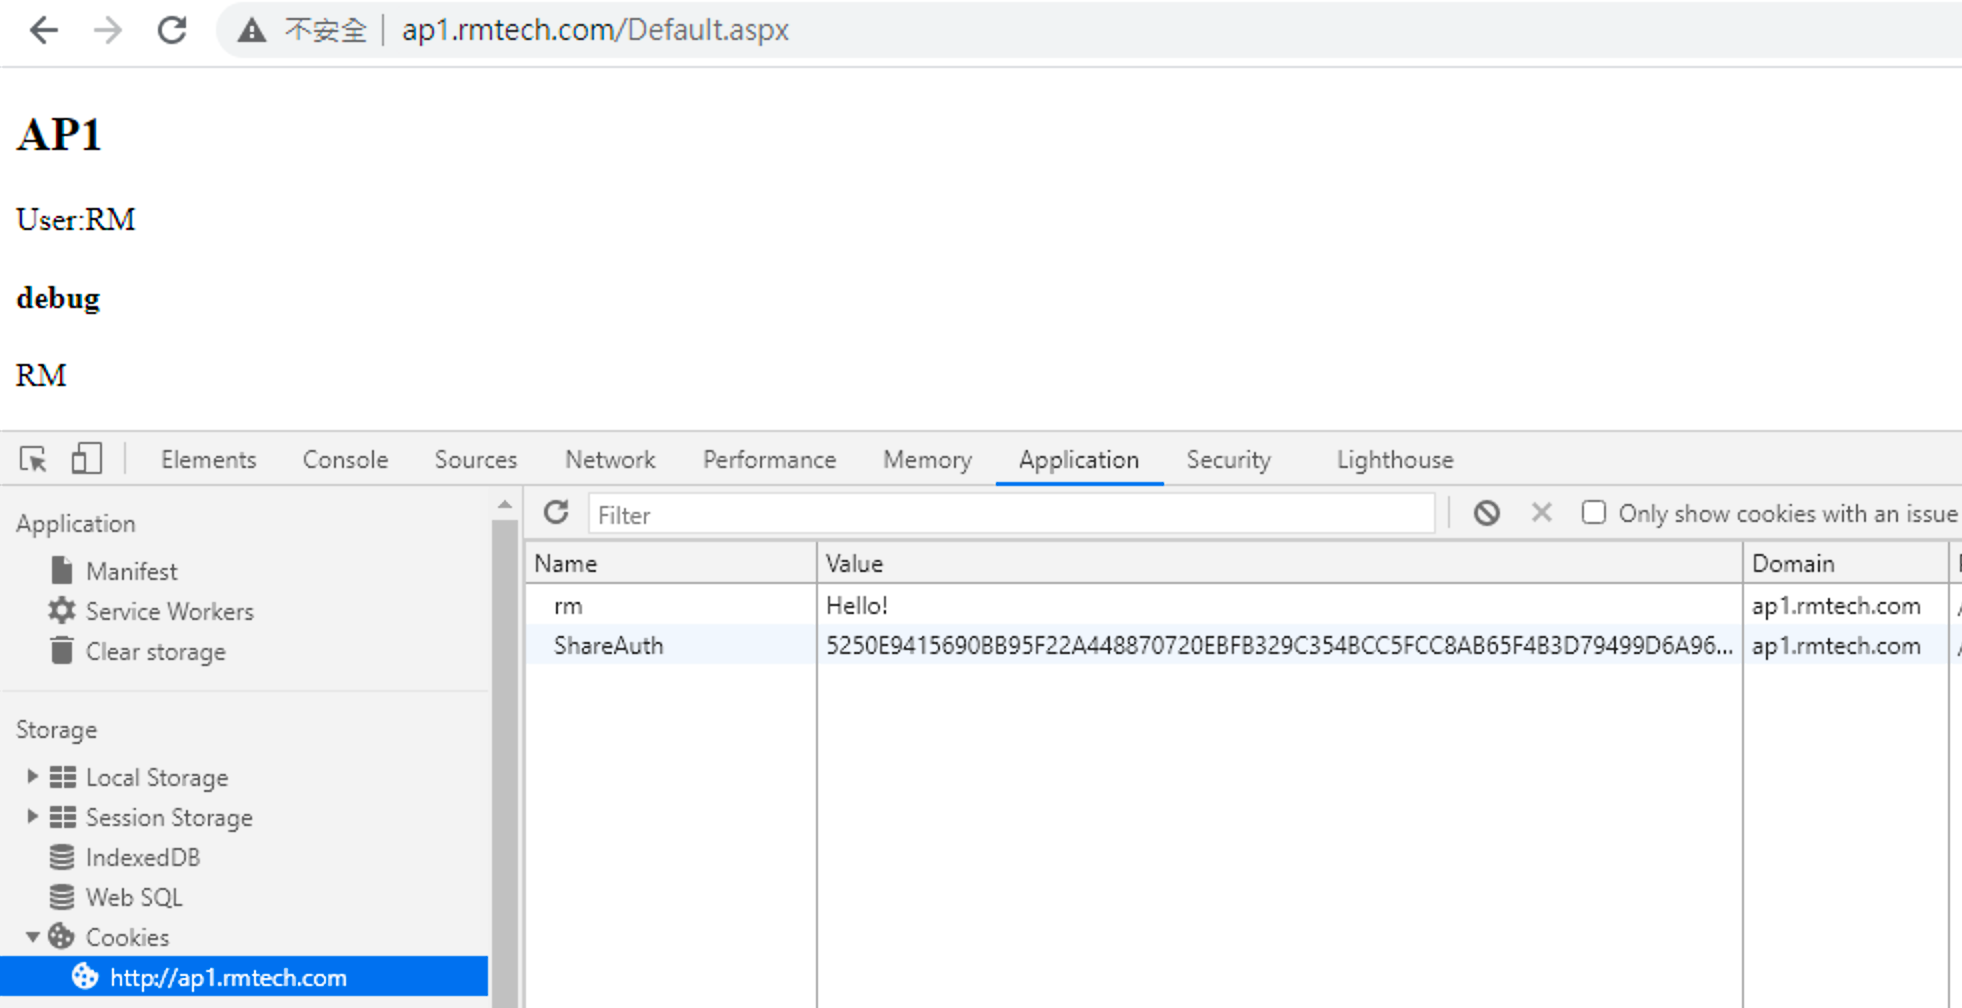 不安全 ap1.rmtech.com/Default.aspx
AP1
User:RM
debug
RM
Elements Console Sources Network Performance Memory Application Security Lighthouse
Application
Manifest
Service Workers
Clear storage
Storage
Local Storage
Session Storage
IndexedDB
Web SQL
Cookies
http://ap1.rmtech.com
Filter Only show cookies with an issue
Name Value Domain
rm Hello! ap1.rmtech.com
ShareAuth 5250E9415690BB95F22A448870720EBFB329C354BCC5FCC8AB65F4B3D79499D6A96... ap1.rmtech.com